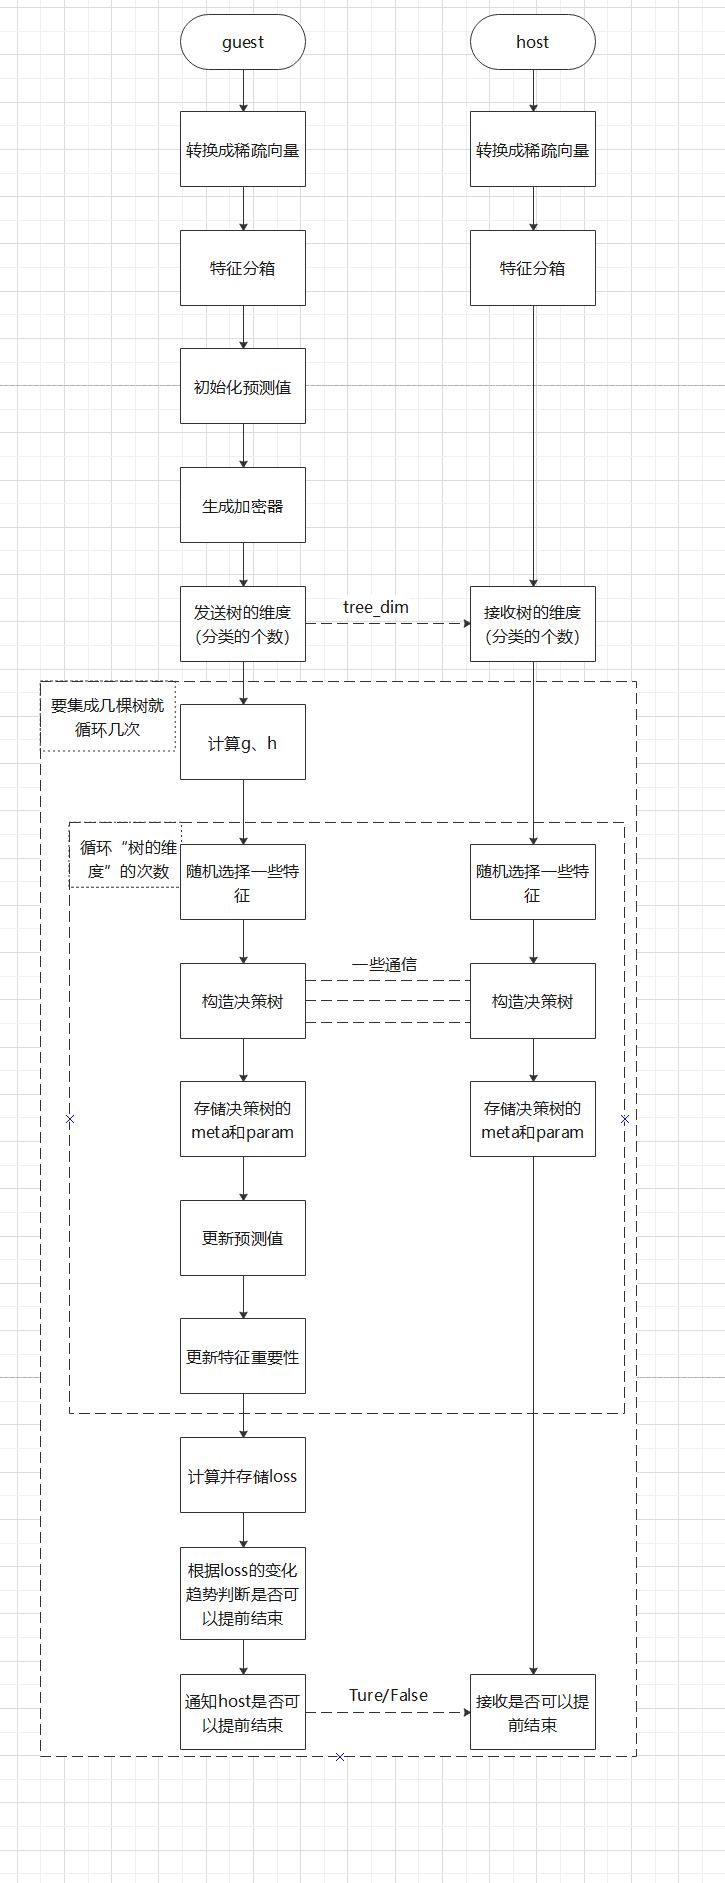 guest
host
转换成稀疏向量
转换成稀疏向量
特征分箱
特征分箱
初始化预测值
生成加密器
发送树的维度
（分类的个数）
tree_dim
接收树的维度
（分类的个数）
要集成几棵树就
循环几次
计算g、h
循环“树的维
度”的次数
随机选择一些特
征
随机选择一些特
征
一些通信
构造决策树
构造决策树
存储决策树的
meta和param
存储决策树的
meta和param
更新预测值
更新特征重要性
计算并存储loss
根据loss的变化
趋势判断是否可
以提前结束
通知host是否可
以提前结束
Ture/False
接收是否可以提
前结束